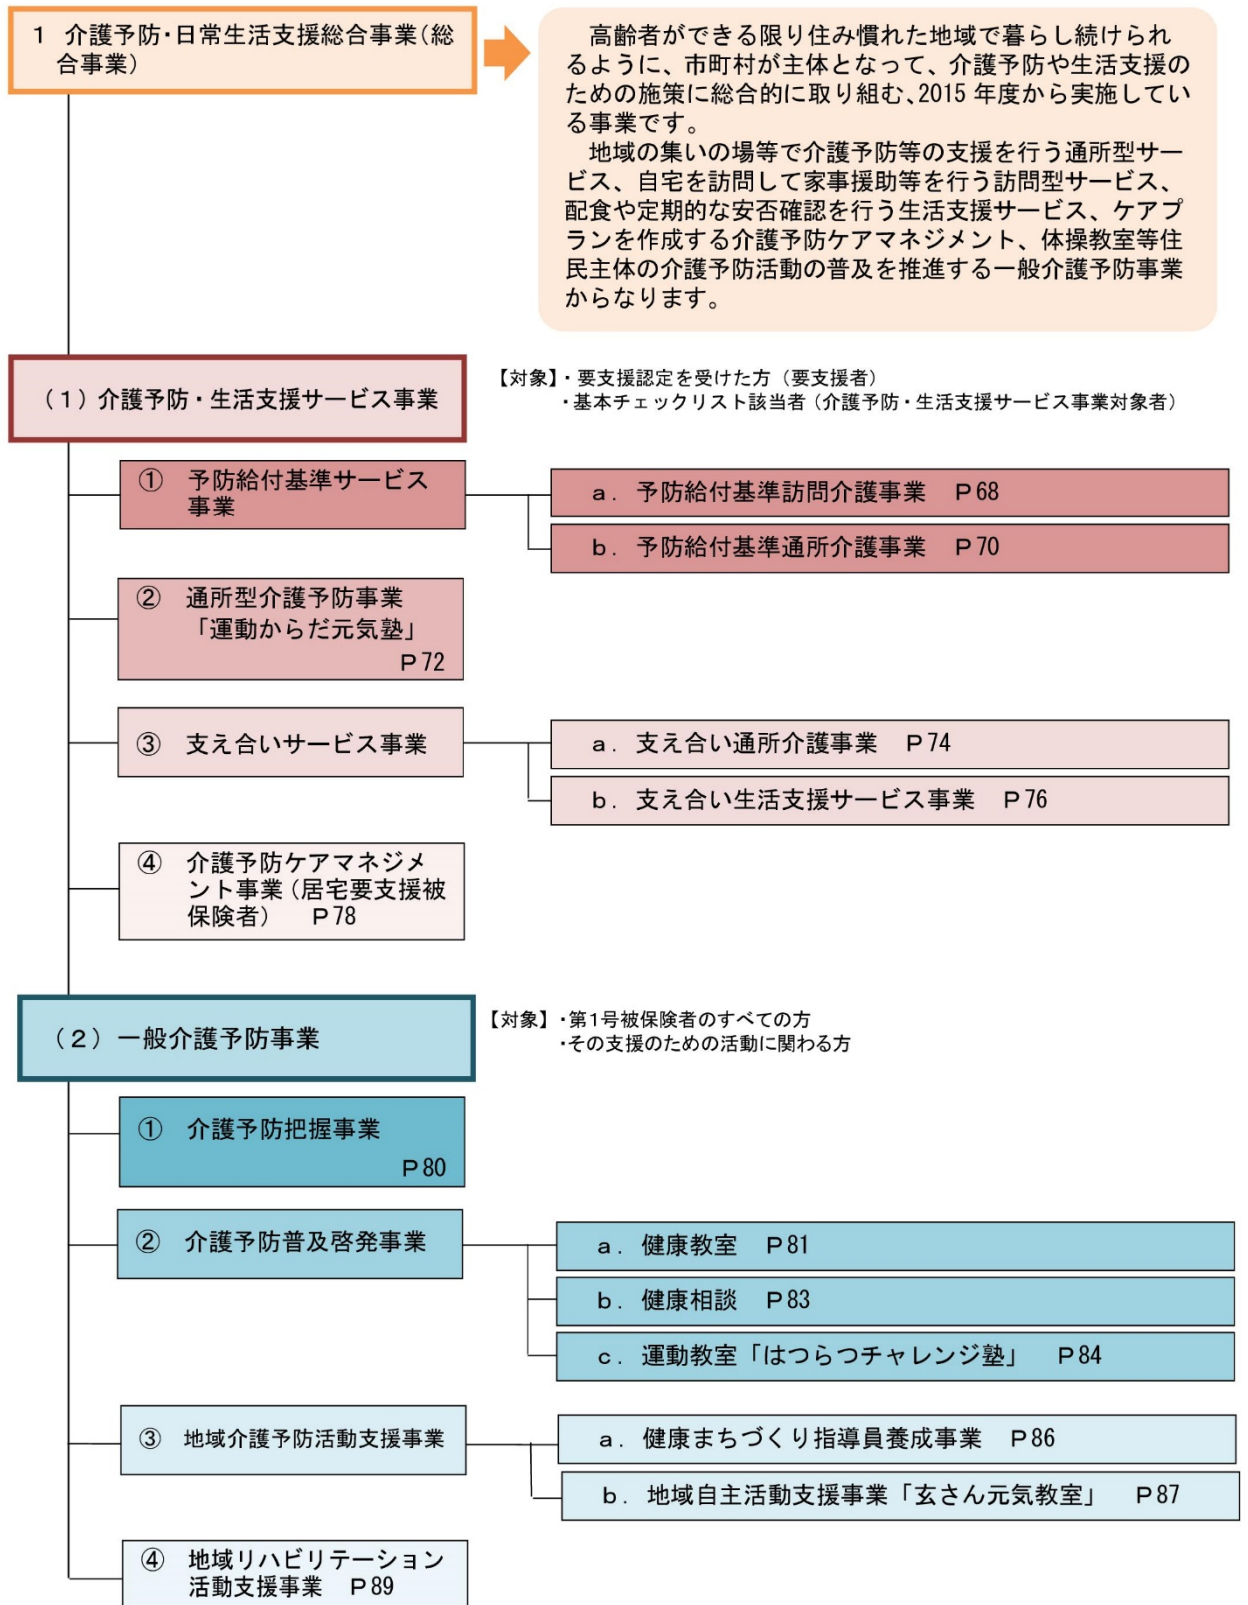 1 介護予防・日常生活支援総合事業（総
合事業）
高齢者ができる限り住み慣れた地域で暮らし続けられ
るように、市町村が主体となって、介護予防や生活支援の
ための施策に総合的に取り組む、2015 年度から実施してい
る事業です。
地域の集いの場等で介護予防等の支援を行う通所型サー
ビス、自宅を訪問して家事援助等を行う訪問型サービス、
配食や定期的な安否確認を行う生活支援サービス、ケアプ
ランを作成する介護予防ケアマネジメント、体操教室等住
民主体の介護予防活動の普及を推進する一般介護予防事業
からなります。
（1）介護予防・生活支援サービス事業
【対象】・要支援認定を受けた方（要支援者）
・基本チェックリスト該当者（介護予防・生活支援サービス事業対象者）
① 予防給付基準サービス
事業
a．予防給付基準訪問介護事業 P68
b．予防給付基準通所介護事業 P70
② 通所型介護予防事業
「運動からだ元気塾」
P72
③ 支え合いサービス事業
a．支え合い通所介護事業 P74
b．支え合い生活支援サービス事業 P76
④ 介護予防ケアマネジメ
ント事業（居宅要支援被
保険者） P78
（2）一般介護予防事業
【対象】・第1号被保険者のすべての方
・その支援のための活動に関わる方
① 介護予防把握事業
P80
② 介護予防普及啓発事業
a．健康教室 P81
b．健康相談 P83
c．運動教室「はつらつチャレンジ塾」 P84
③ 地域介護予防活動支援事業
a．健康まちづくり指導員養成事業 P86
b．地域自主活動支援事業「玄さん元気教室」 P87
④ 地域リハビリテーション
活動支援事業 P89